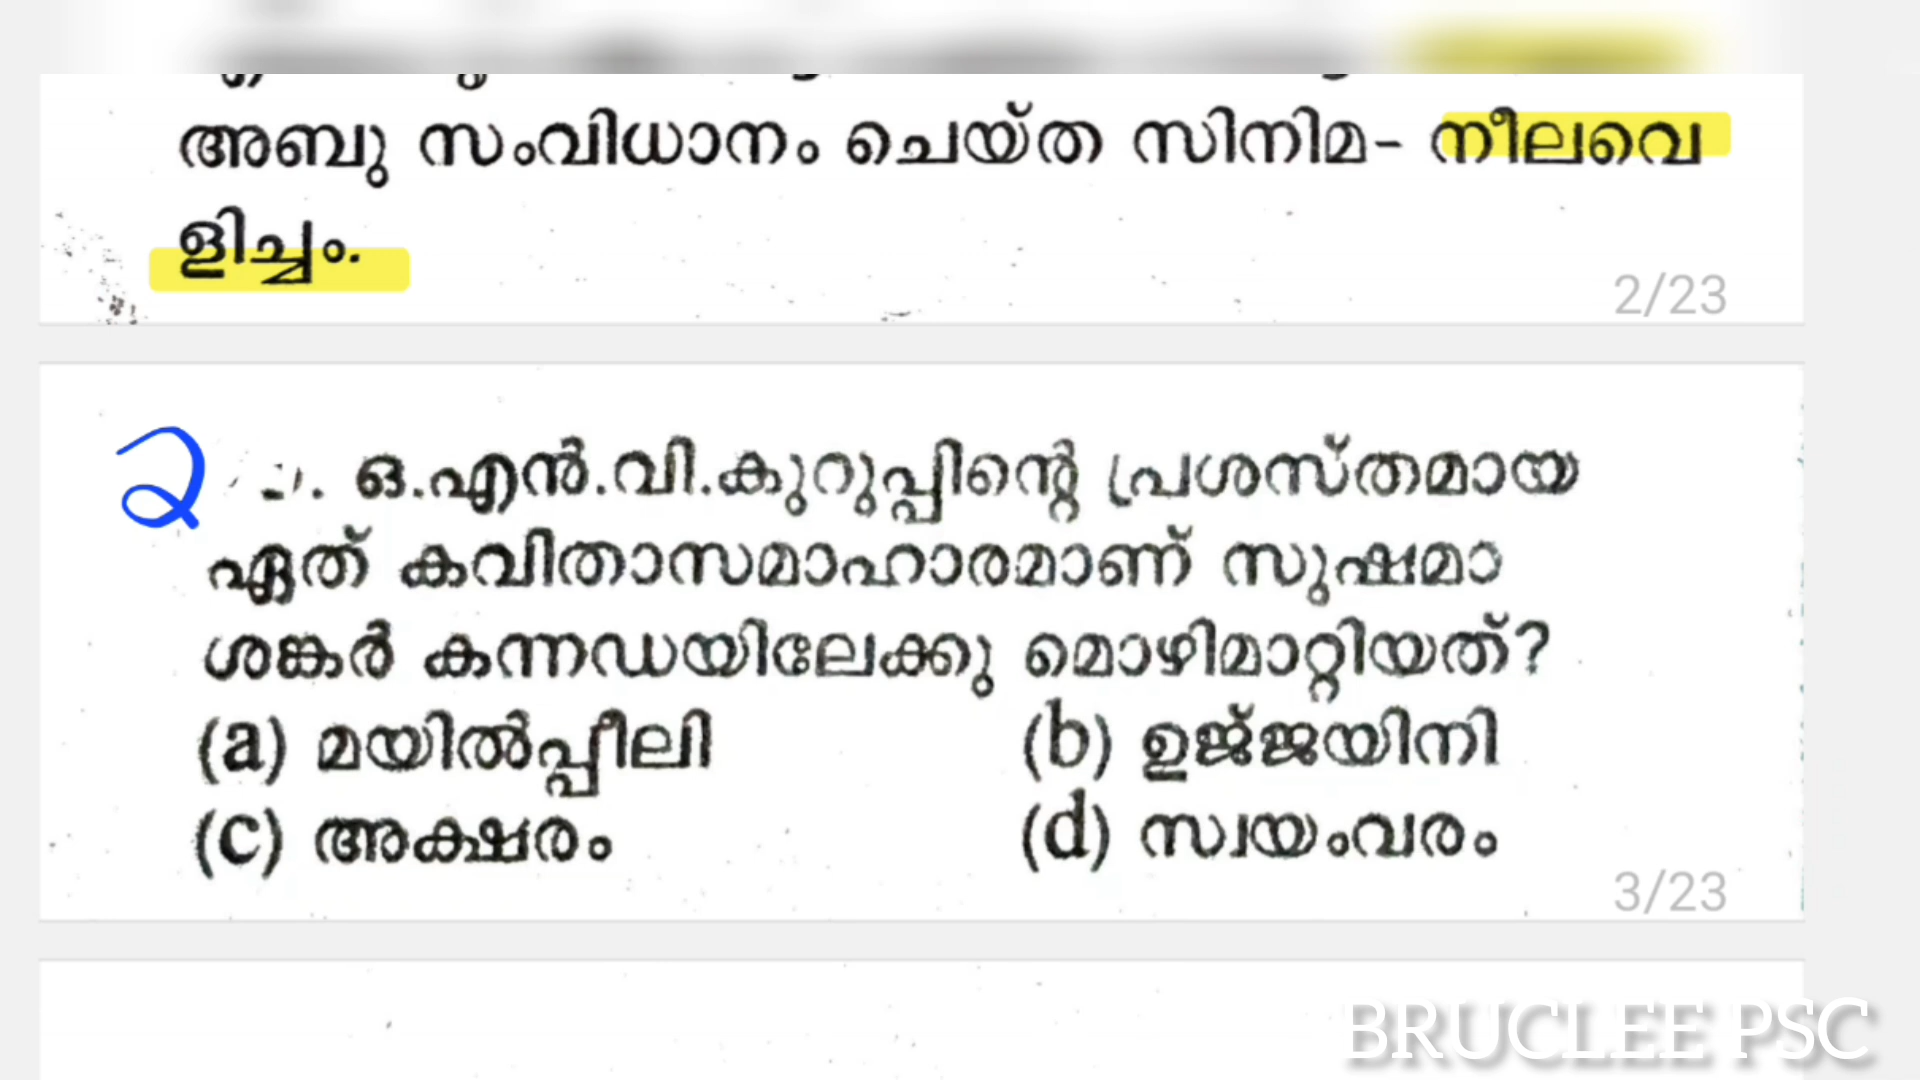 അബു സംവിധാനം ചെയ്ത സിനിമ- നീലവെ
ളിച്ചം.
2/23
2 . ഒ.എൻ.വി.കുറുപ്പിന്റെ പ്രശസ്തമായ
ഏത് കവിതാസമാഹാരമാണ് സുഷമാ
ശങ്കർ കന്നഡയിലേക്കു മൊഴിമാറ്റിയത്?
(a) മയിൽപ്പീലി (b) ഉജ്ജയിനി
(c) അക്ഷരം (d) സ്വയംവരം
3/23
BRUCLEE PSC